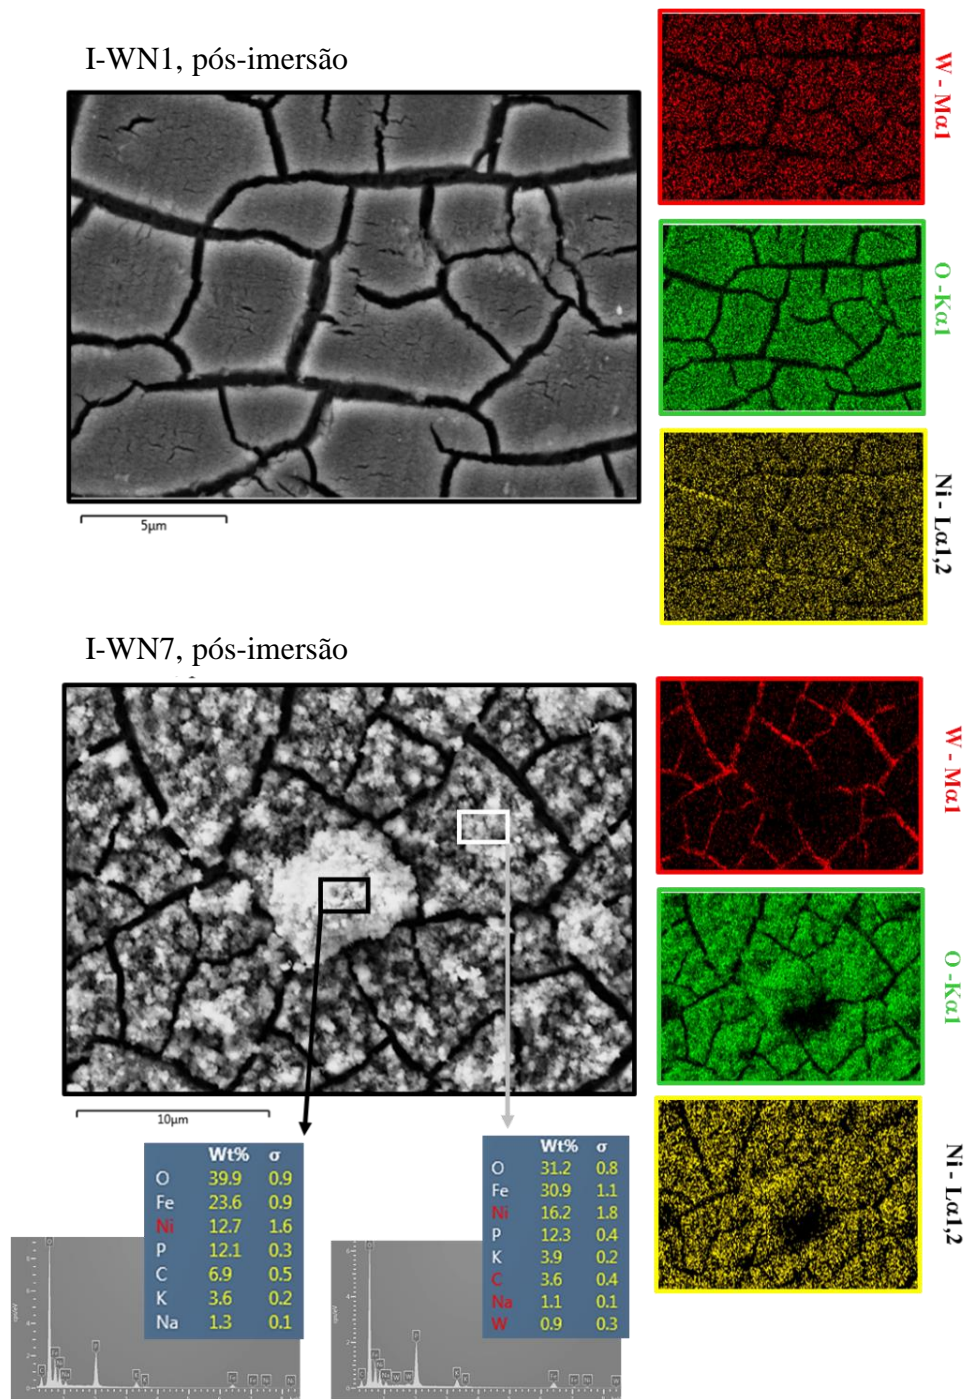 I-WN1, pós-imersão
W - Mα1
O -Kα1
Ni - Lα1,2
5µm
I-WN7, pós-imersão
W - Mα1
O -Kα1
Ni - Lα1,2
10µm
Wt% σ
O 39.9 0.9
Fe 23.6 0.9
Ni 12.7 1.6
P 12.1 0.3
C 6.9 0.5
K 3.6 0.2
Na 1.3 0.1
Wt% σ
O 31.2 0.8
Fe 30.9 1.1
Ni 16.2 1.8
P 12.3 0.4
K 3.9 0.2
C 3.6 0.4
Na 1.1 0.1
W 0.9 0.3